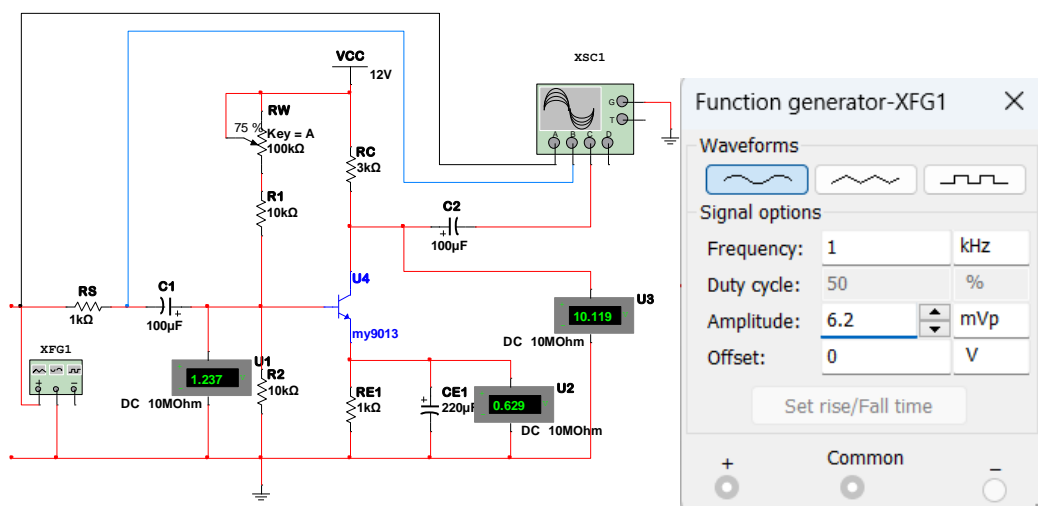 XSC1
VCC
12V
G
T
A B C D
RW
75 %
Key = A
100kΩ
RC
3kΩ
R1
10kΩ
C2
+
100µF
U4
my9013
U3
10.119
DC 10MOhm
RS
1kΩ
C1
+
100µF
XFG1
+ −
U1
1.237
DC 10MOhm
R2
10kΩ
RE1
1kΩ
CE1
+
220µF
U2
0.629
DC 10MOhm
Function generator-XFG1
Waveforms
Signal options
Frequency: 1 kHz
Duty cycle: 50 %
Amplitude: 6.2 mVp
Offset: 0 V
Set rise/Fall time
+ Common −